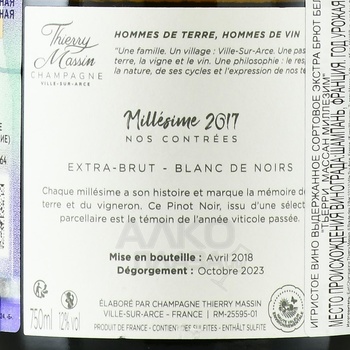 Thierry
Massin
CHAMPAGNE
VILLE-SUR-ARCE
HOMMES DE TERRE, HOMMES DE VIN
"Une famille. Un village : Ville-Sur-Arce. Une pas
terre, la vigne et le vin. Une philosophie : le resp
la nature, de ses cycles et l'expression de nos te
Millésime 2017
NOS CONTRÉES
EXTRA-BRUT - BLANC DE NOIRS
Chaque millésime a son histoire et marque la mémoire d
terre et du vigneron. Ce Pinot Noir, issu d'une sélect
parcellaire est le témoin de l'année viticole passée.
Mise en bouteille : Avril 2018
Dégorgement : Octobre 2023
750ml 12% vol
ÉLABORÉ PAR CHAMPAGNE THIERRY MASSIN
VILLE-SUR-ARCE - FRANCE | RM-25595-01
PRODUIT DE FRANCE - CONTIENT DES SULFITES - ENTHÄLT SULFITE
ИГРИСТОЕ ВИНО ВЫДЕРЖАННОЕ СОРТОВОЕ ЭКСТРА БРЮТ БЕЛ
"ТЬЕРРИ МАССАН МИЛЛЕЗИМ"
МЕСТО ПРОИСХОЖДЕНИЯ ВИНОГРАДА: ШАМПАНЬ, ФРАНЦИЯ. ГОД УРОЖАЯ